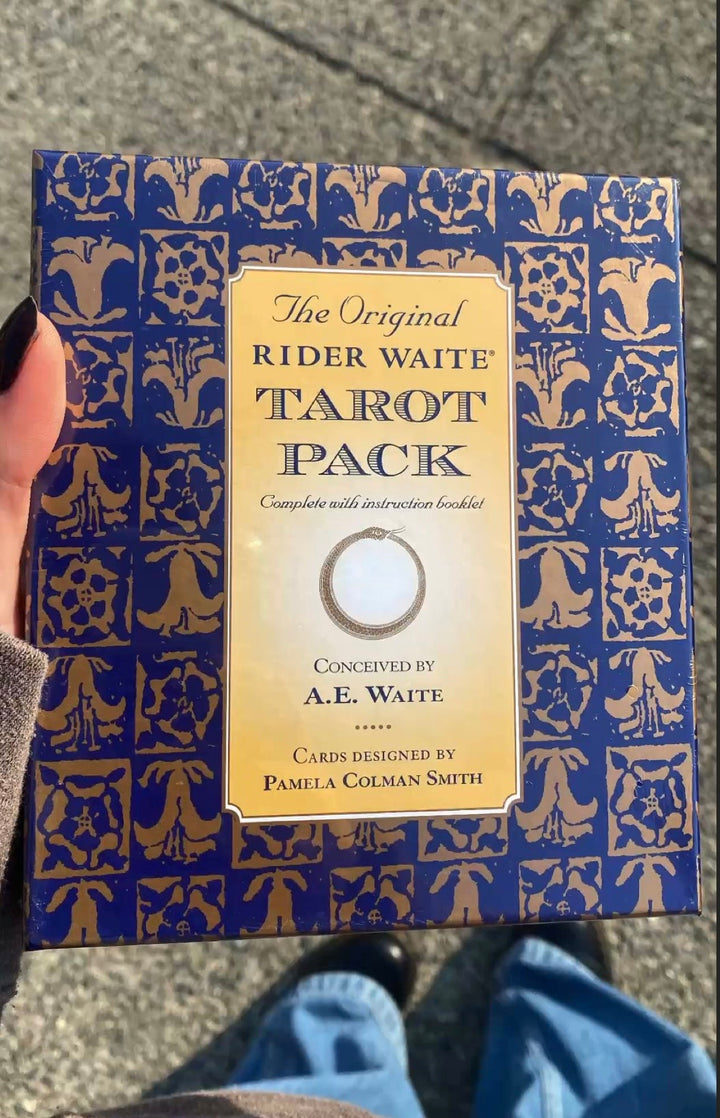 The Original
RIDER WAITE®
TAROT
PACK
Complete with instruction booklet
CONCEIVED BY
A.E. WAITE
CARDS DESIGNED BY
PAMELA COLMAN SMITH